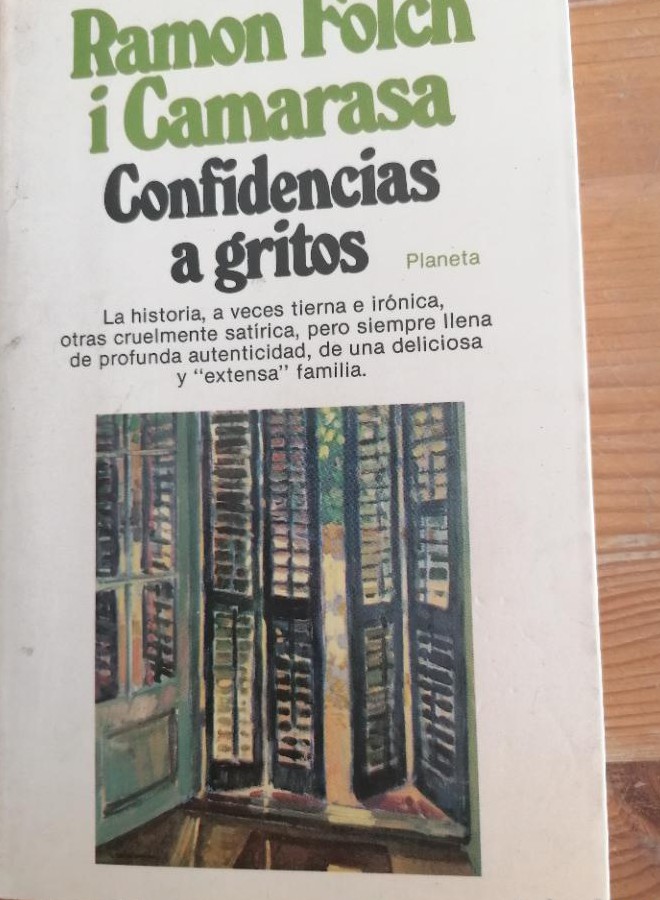 Ramon Folch
i Camarasa
Confidencias
a gritos
Planeta
La historia, a veces tierna e irónica,
otras cruelmente satírica, pero siempre llena
de profunda autenticidad, de una deliciosa
y “extensa” familia.